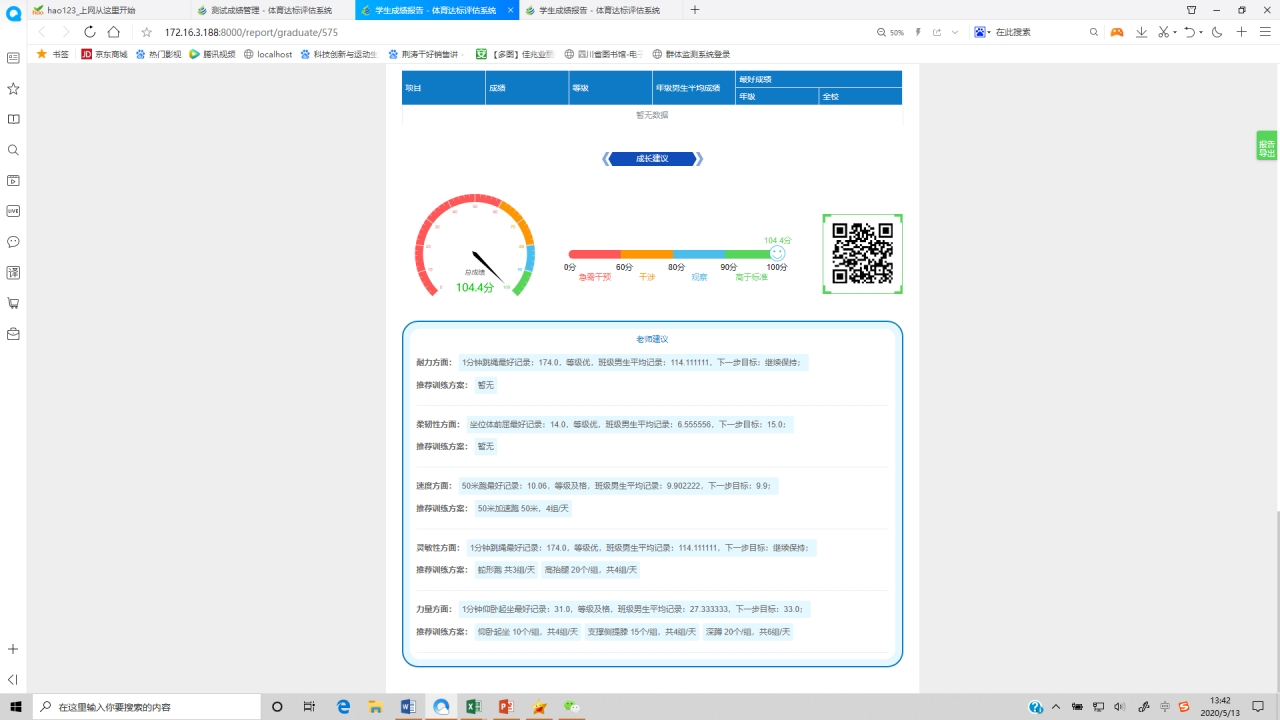 hao123_上网从这里开始
测试成绩管理 - 体育达标评估系统
学生成绩报告 - 体育达标评估系统
学生成绩报告 - 体育达标评估系统
172.16.3.188:8000/report/graduate/575
50%
在此搜索
书签
JD 京东商城
热门影视
腾讯视频
localhost
科技创新与运动生
荆涛干好销售讲
【多图】佳兆业
四川省图书馆-电子
群体监测系统登录
项目
成绩
等级
年级男生平均成绩
最好成绩
年级
全校
暂无数据
报告
导出
成长建议
总成绩
104.4分
104.4分
0分
60分
80分
90分
100分
急需干预
干涉
观察
高于标准
老师建议
耐力方面： 1分钟跳绳最好记录：174.0，等级优，班级男生平均记录：114.111111，下一步目标：继续保持；
推荐训练方案： 暂无
柔韧性方面： 坐位体前屈最好记录：14.0，等级优，班级男生平均记录：6.555556，下一步目标：15.0；
推荐训练方案： 暂无
速度方面： 50米跑最好记录：10.06，等级及格，班级男生平均记录：9.902222，下一步目标：9.9；
推荐训练方案： 50米加速跑 50米，4组/天
灵敏性方面： 1分钟跳绳最好记录：174.0，等级优，班级男生平均记录：114.111111，下一步目标：继续保持；
推荐训练方案： 蛇形跑 共3组/天 高抬腿 20个/组，共4组/天
力量方面： 1分钟仰卧起坐最好记录：31.0，等级及格，班级男生平均记录：27.333333，下一步目标：33.0；
推荐训练方案： 仰卧起坐 10个/组，共4组/天 支撑侧提膝 15个/组，共4组/天 深蹲 20个/组，共6组/天
在这里输入你要搜索的内容
中
13:42
2020/5/13